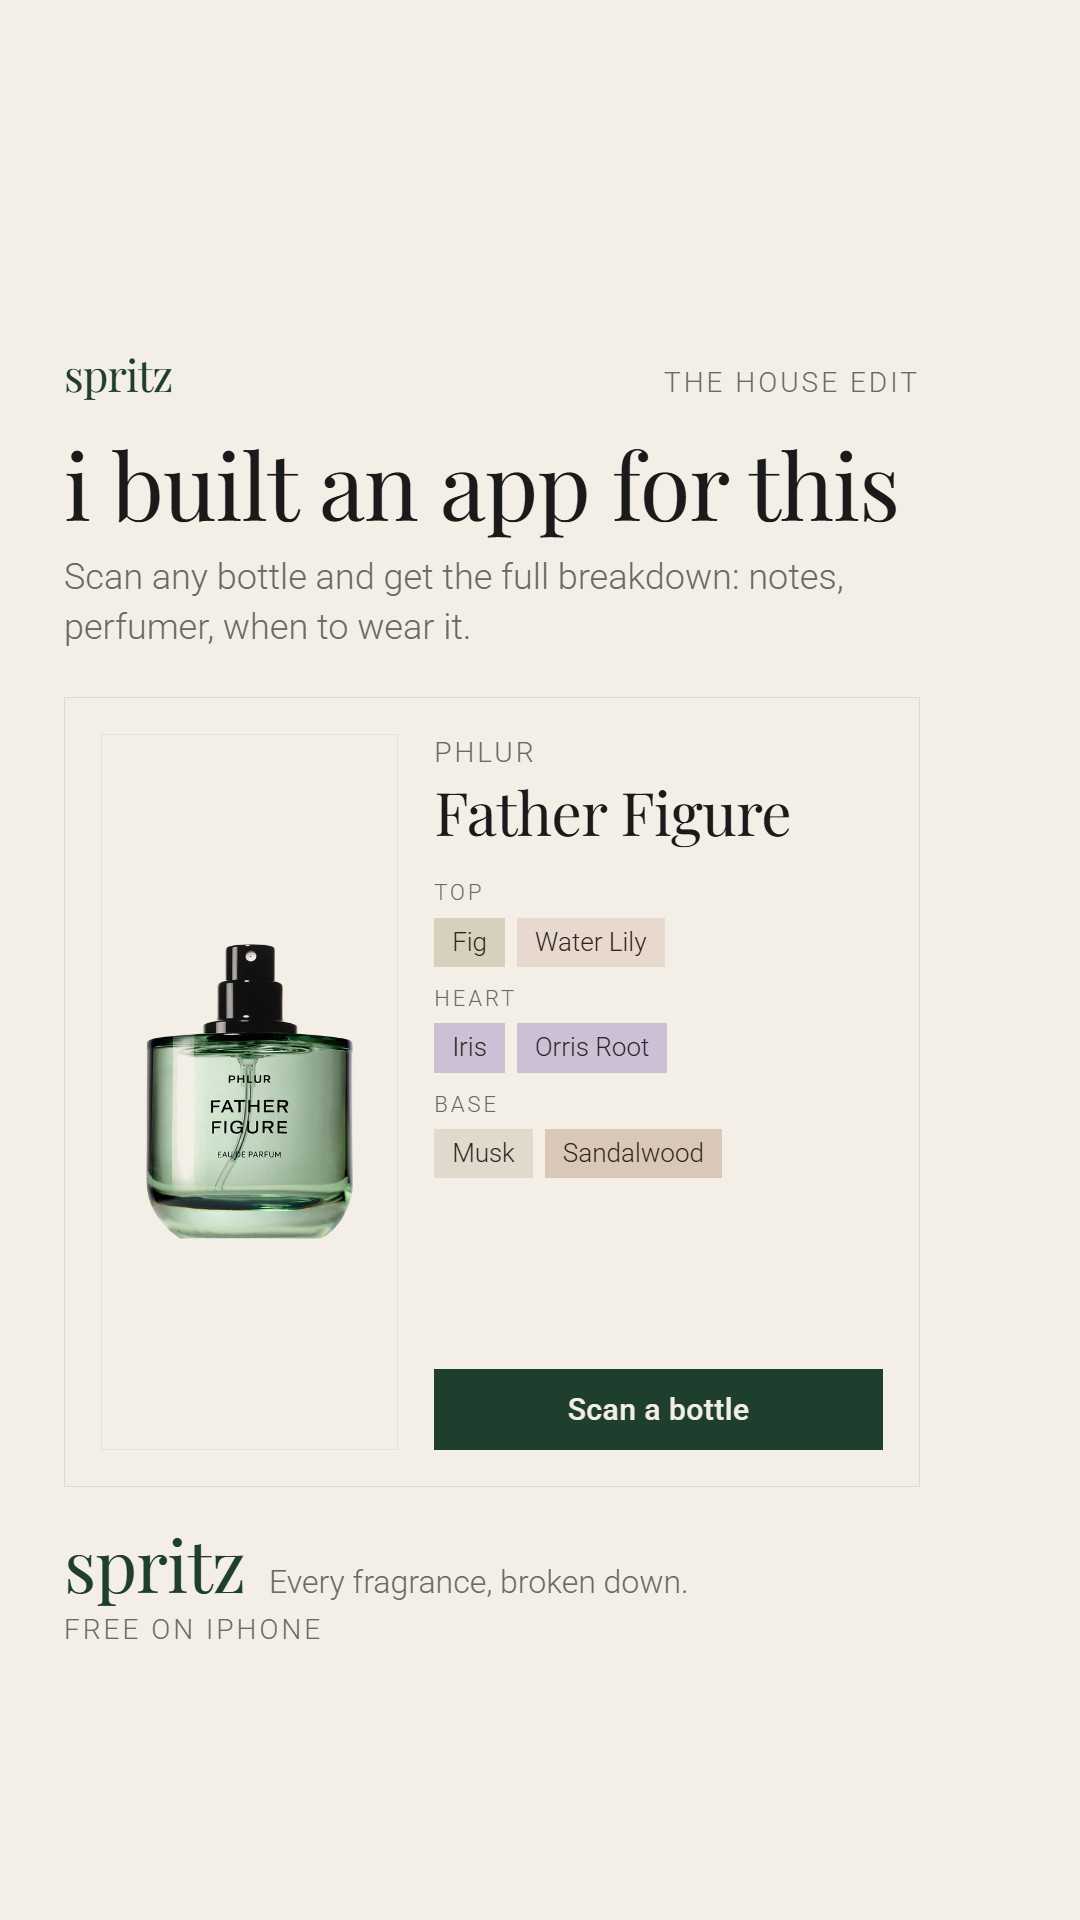 spritz
THE HOUSE EDIT
i built an app for this
Scan any bottle and get the full breakdown: notes,
perfumer, when to wear it.
PHLUR
FATHER
FIGURE
EAU DE PARFUM
PHLUR
Father Figure
TOP
Fig Water Lily
HEART
Iris Orris Root
BASE
Musk Sandalwood
Scan a bottle
spritz Every fragrance, broken down.
FREE ON IPHONE